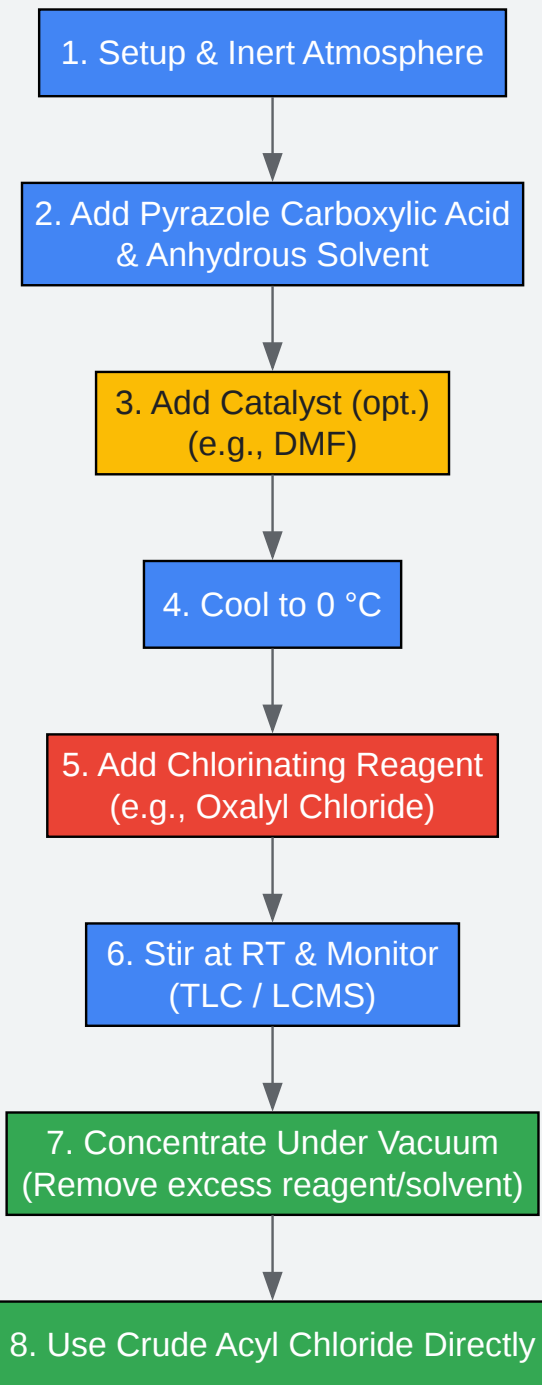 1. Setup & Inert Atmosphere
2. Add Pyrazole Carboxylic Acid
& Anhydrous Solvent
3. Add Catalyst (opt.)
(e.g., DMF)
4. Cool to 0 °C
5. Add Chlorinating Reagent
(e.g., Oxalyl Chloride)
6. Stir at RT & Monitor
(TLC / LCMS)
7. Concentrate Under Vacuum
(Remove excess reagent/solvent)
8. Use Crude Acyl Chloride Directly